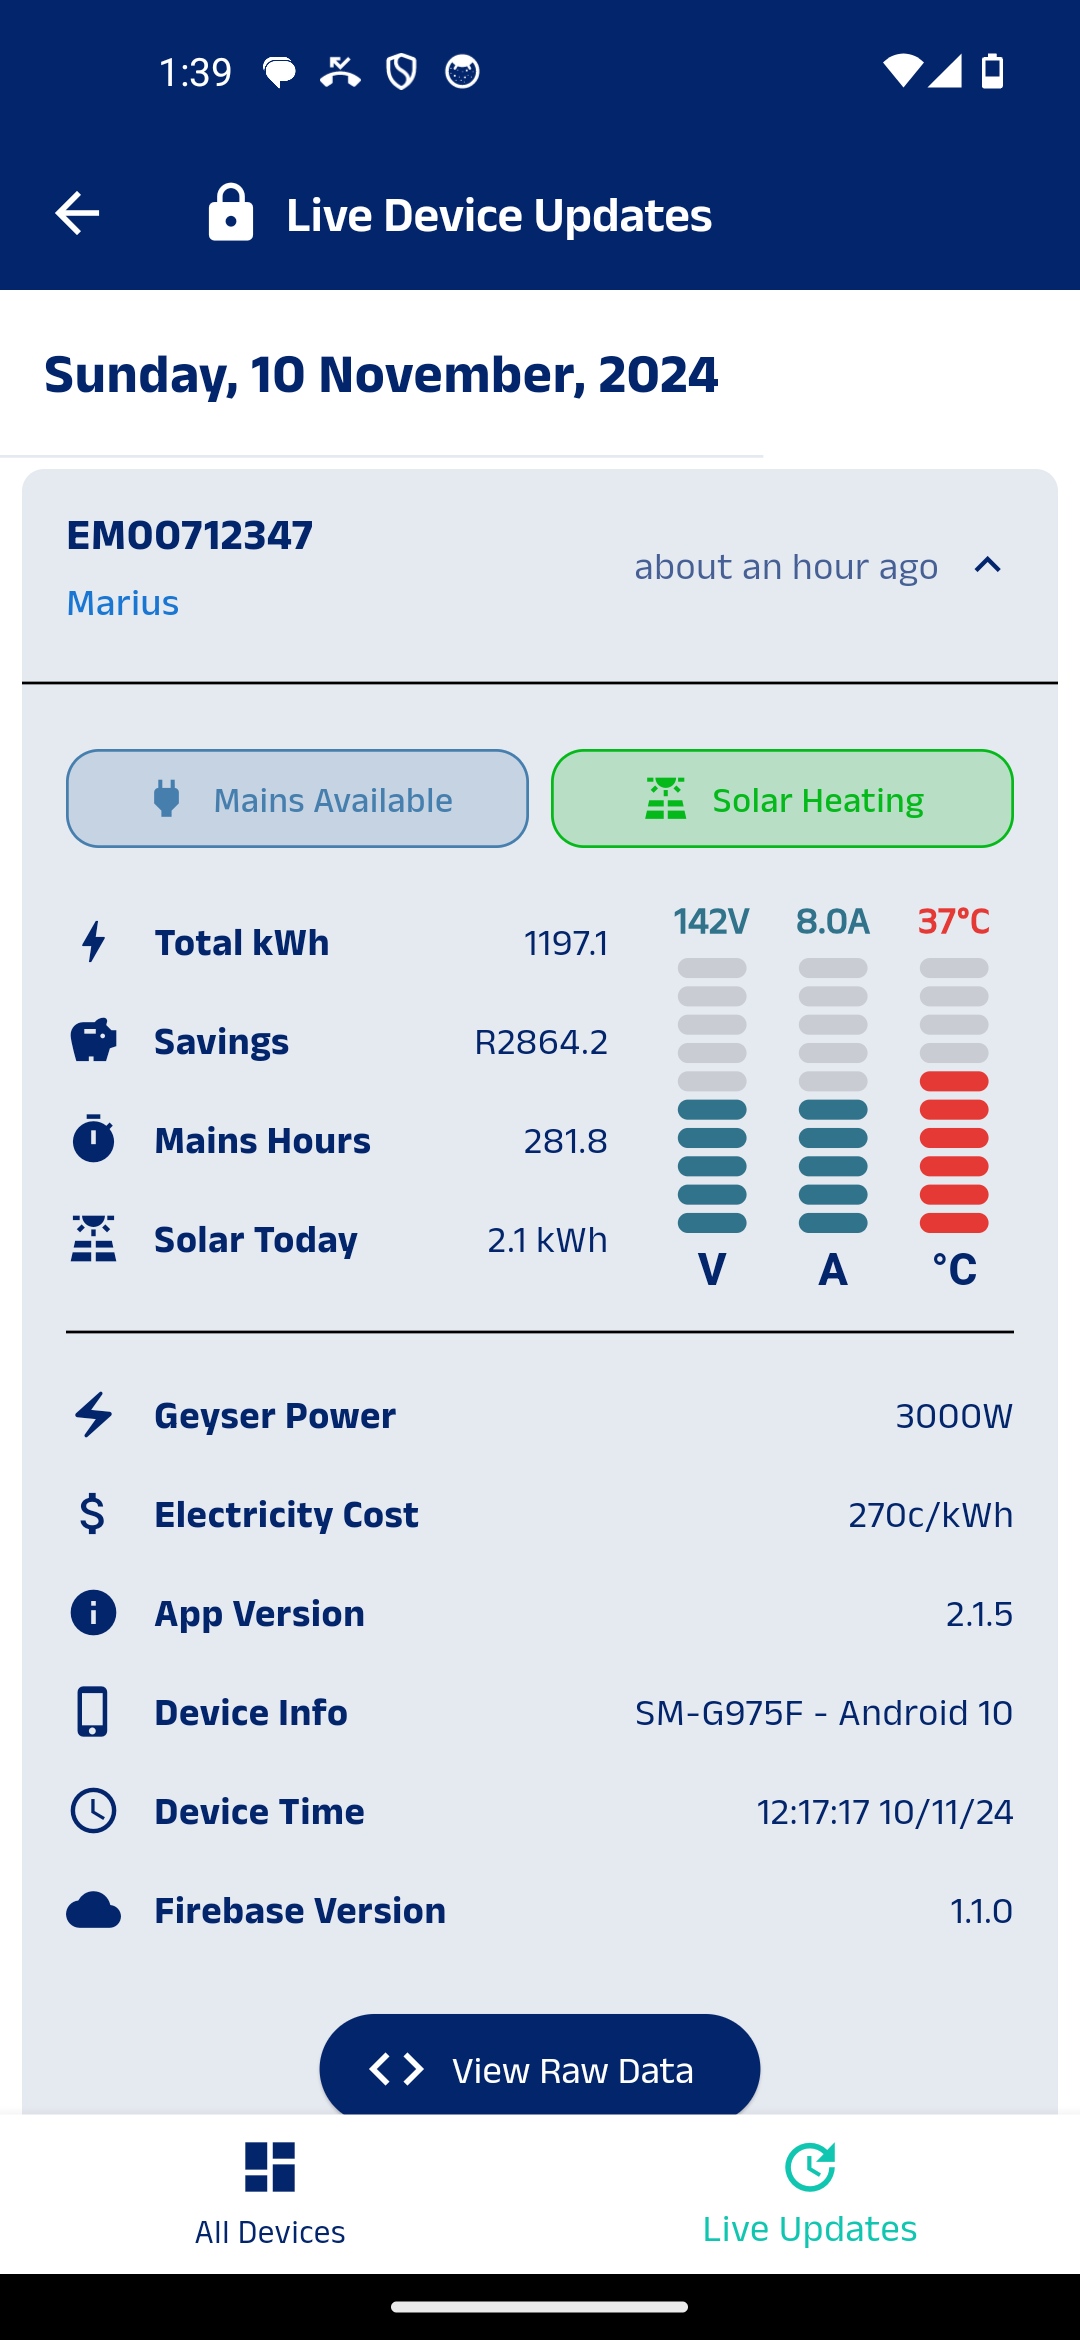 1:39
Live Device Updates
Sunday, 10 November, 2024
EM00712347
about an hour ago
Marius
Mains Available
Solar Heating
142V 8.0A 37°C
Total kWh 1197.1
Savings R2864.2
Mains Hours 281.8
Solar Today 2.1 kWh
V A °C
Geyser Power 3000W
Electricity Cost 270c/kWh
App Version 2.1.5
Device Info SM-G975F - Android 10
Device Time 12:17:17 10/11/24
Firebase Version 1.1.0
View Raw Data
All Devices
Live Updates